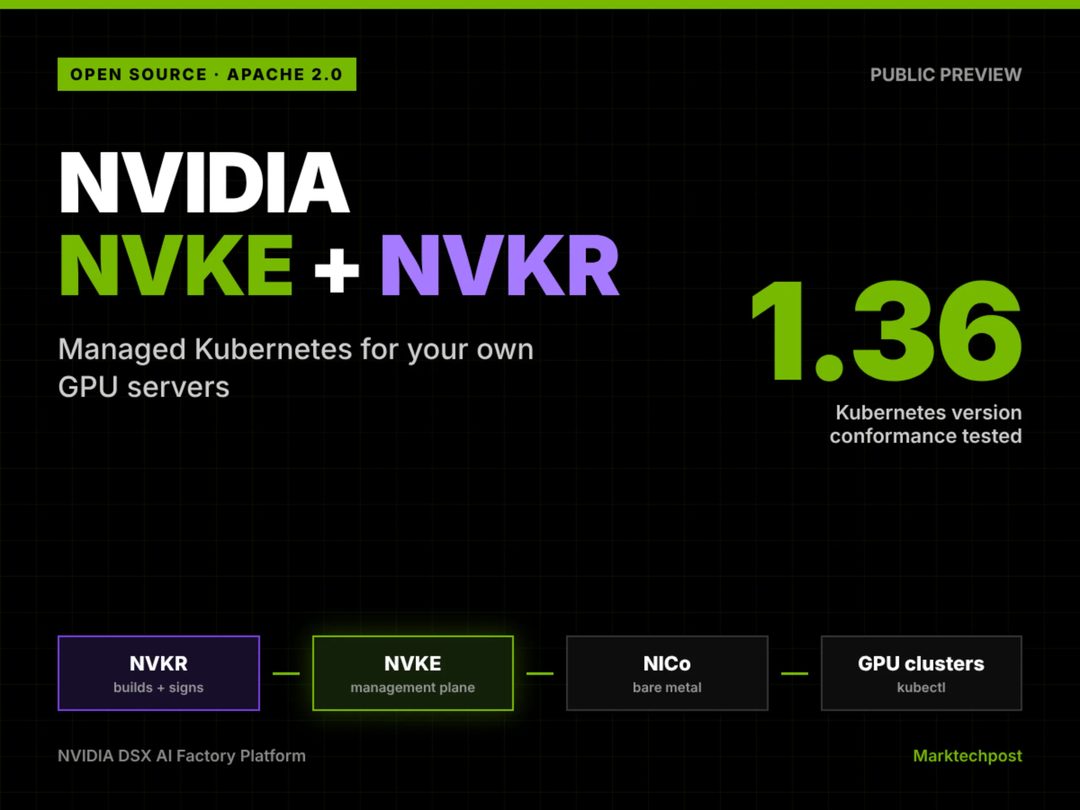 OPEN SOURCE · APACHE 2.0
PUBLIC PREVIEW
NVIDIA
NVKE + NVKR
Managed Kubernetes for your own
GPU servers
1.36
Kubernetes version
conformance tested
NVKR
builds + signs
NVKE
management plane
NICo
bare metal
GPU clusters
kubectl
NVIDIA DSX AI Factory Platform
Marktechpost